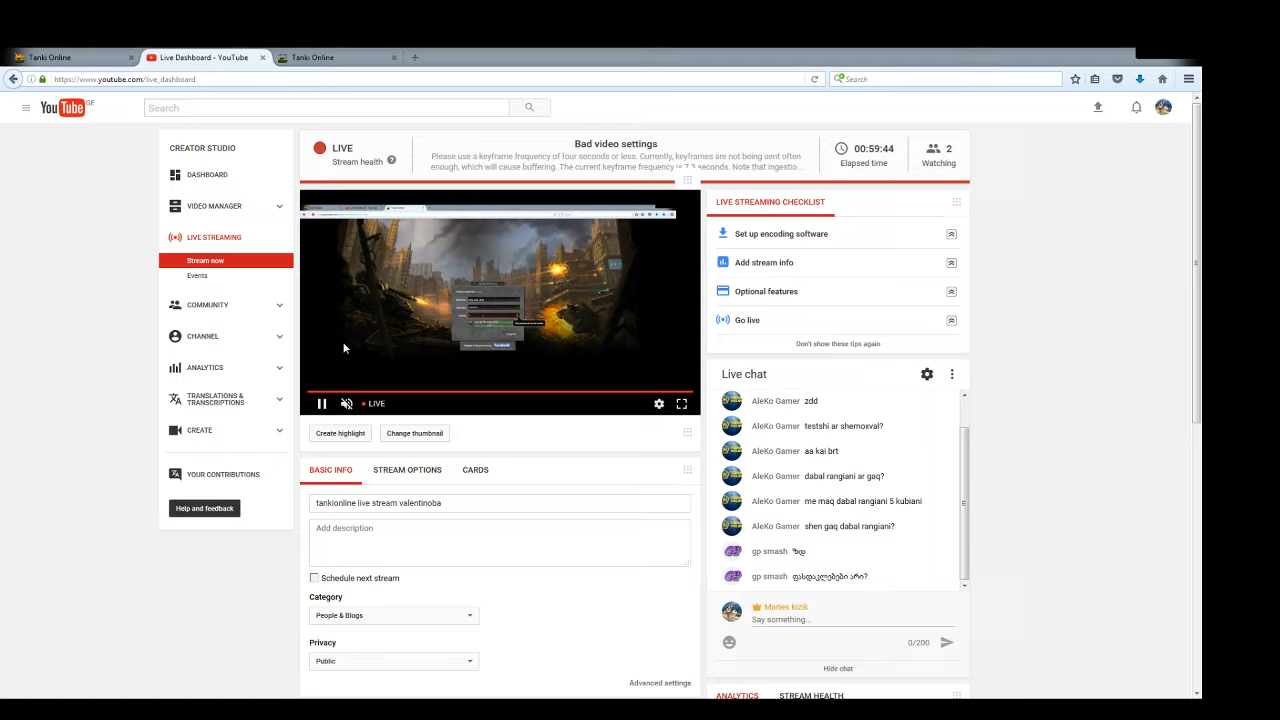 Tanki Online
Live Dashboard - YouTube
Tanki Online
https://www.youtube.com/live_dashboard
Search
YouTube GE
Search
CREATOR STUDIO
DASHBOARD
VIDEO MANAGER
LIVE STREAMING
Stream now
Events
COMMUNITY
CHANNEL
ANALYTICS
TRANSLATIONS &
TRANSCRIPTIONS
CREATE
YOUR CONTRIBUTIONS
Help and feedback
LIVE
Stream health
Bad video settings
Please use a keyframe frequency of four seconds or less. Currently, keyframes are not being sent often
enough, which will cause buffering. The current keyframe frequency is 7.3 seconds. Note that ingestio...
00:59:44
Elapsed time
2
Watching
LIVE
Create highlight
Change thumbnail
BASIC INFO
STREAM OPTIONS
CARDS
tankionline live stream valentinoba
Add description
Schedule next stream
Category
People & Blogs
Privacy
Public
Advanced settings
LIVE STREAMING CHECKLIST
Set up encoding software
Add stream info
Optional features
Go live
Don't show these tips again
Live chat
AleKo Gamer zdd
AleKo Gamer testshi ar shemoxval?
AleKo Gamer aa kai brt
AleKo Gamer dabal rangiani ar gaq?
AleKo Gamer me maq dabal rangiani 5 kubiani
AleKo Gamer shen gaq dabal rangiani?
gp smash ზდ
gp smash ფასდაკლებები არი?
Maries kizik
Say something...
0/200
Hide chat
ANALYTICS
STREAM HEALTH